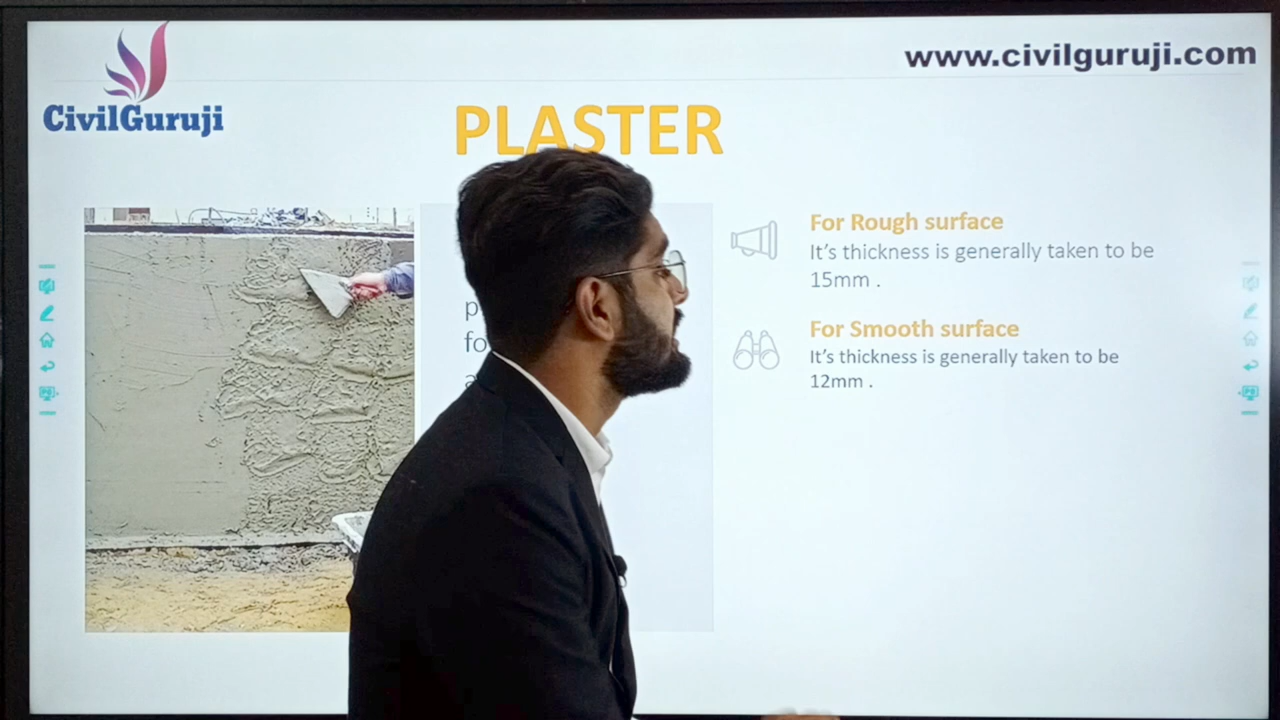 CivilGuruji
www.civilguruji.com
PLASTER
For Rough surface
It's thickness is generally taken to be
15mm .
For Smooth surface
It's thickness is generally taken to be
12mm .